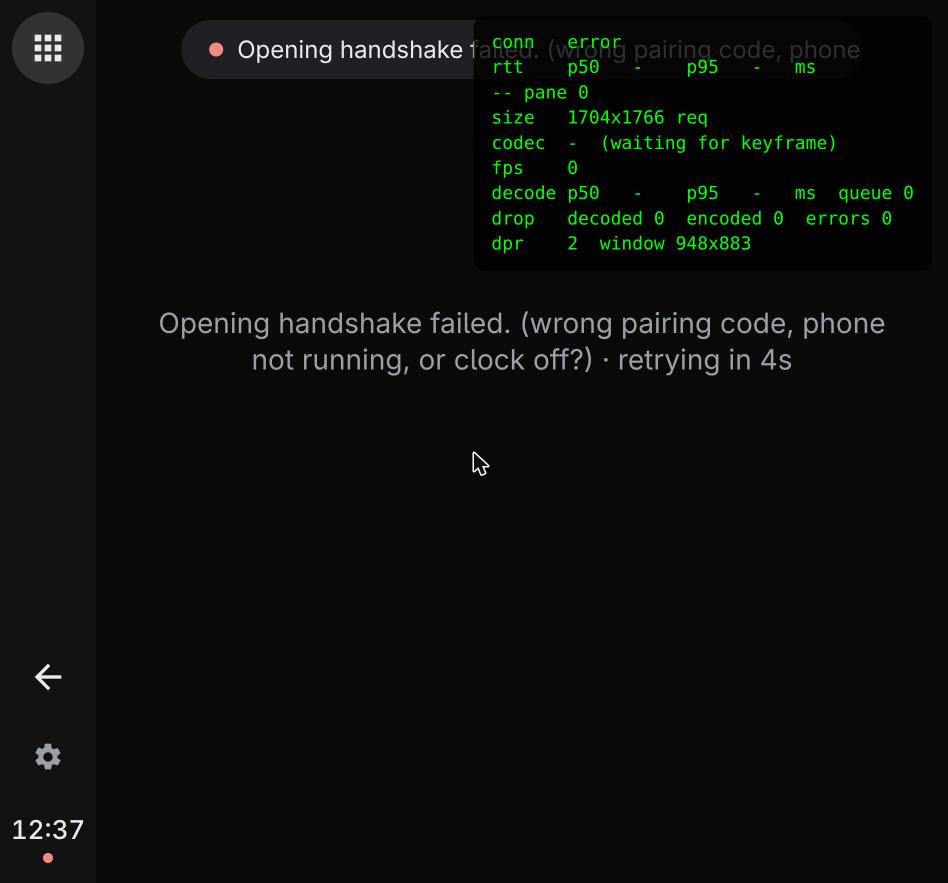 Opening handshake failed. (wrong pairing code, phone
conn error
rtt p50 - p95 - ms
-- pane 0
size 1704x1766 req
codec - (waiting for keyframe)
fps 0
decode p50 - p95 - ms queue 0
drop decoded 0 encoded 0 errors 0
dpr 2 window 948x883
Opening handshake failed. (wrong pairing code, phone
not running, or clock off?) · retrying in 4s
12:37